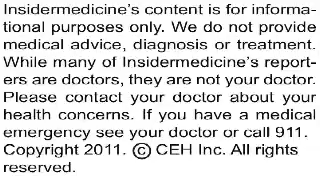 Insidermedicine's content is for informa-
tional purposes only. We do not provide
medical advice, diagnosis or treatment.
While many of Insidermedicine's report-
ers are doctors, they are not your doctor.
Please contact your doctor about your
health concerns. If you have a medical
emergency see your doctor or call 911.
Copyright 2011. © CEH Inc. All rights
reserved.